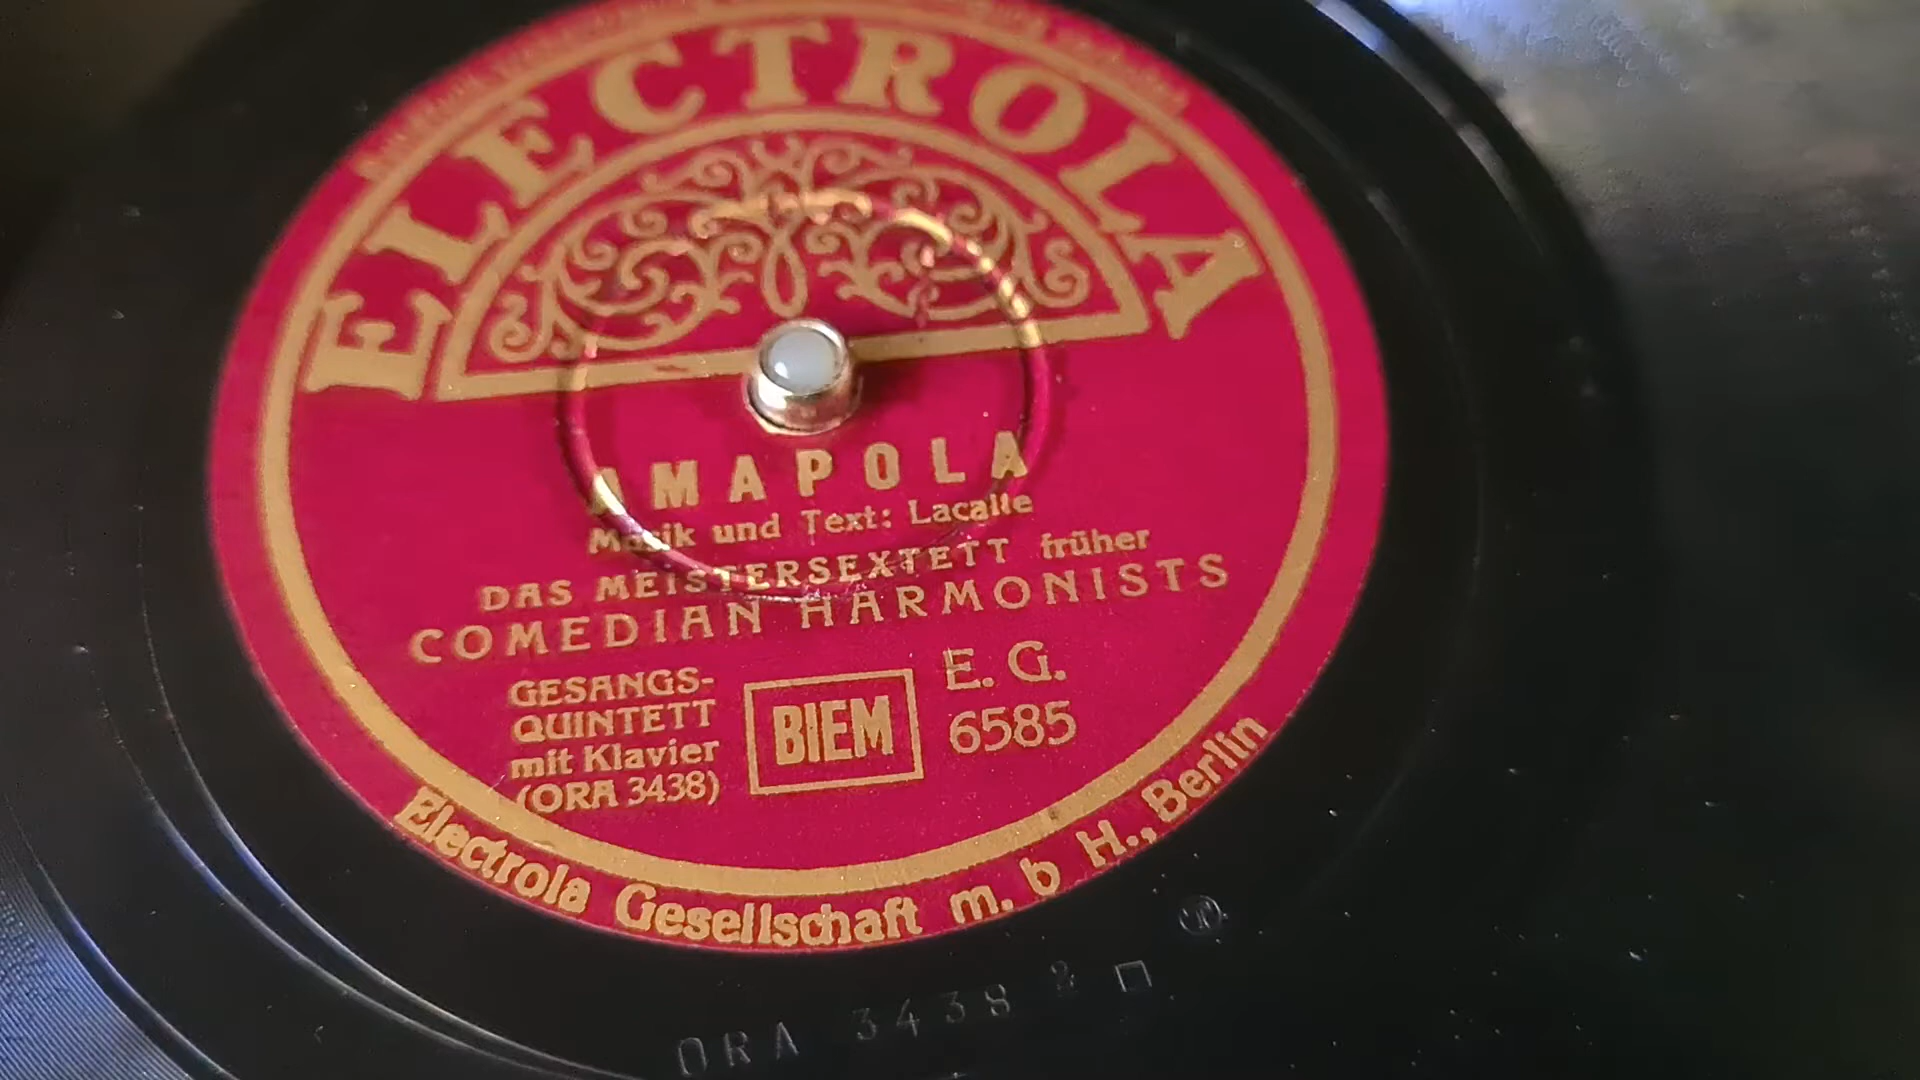 ELECTROLA
AMAPOLA
Musik und Text: Lacalle
DAS MEISTERSEXTETT früher
COMEDIAN HARMONISTS
GESANGS-
QUINTETT
mit Klavier
(ORA 3438)
BIEM
E. G.
6585
Electrola Gesellschaft m. b H., Berlin
ORA 3438 2 □